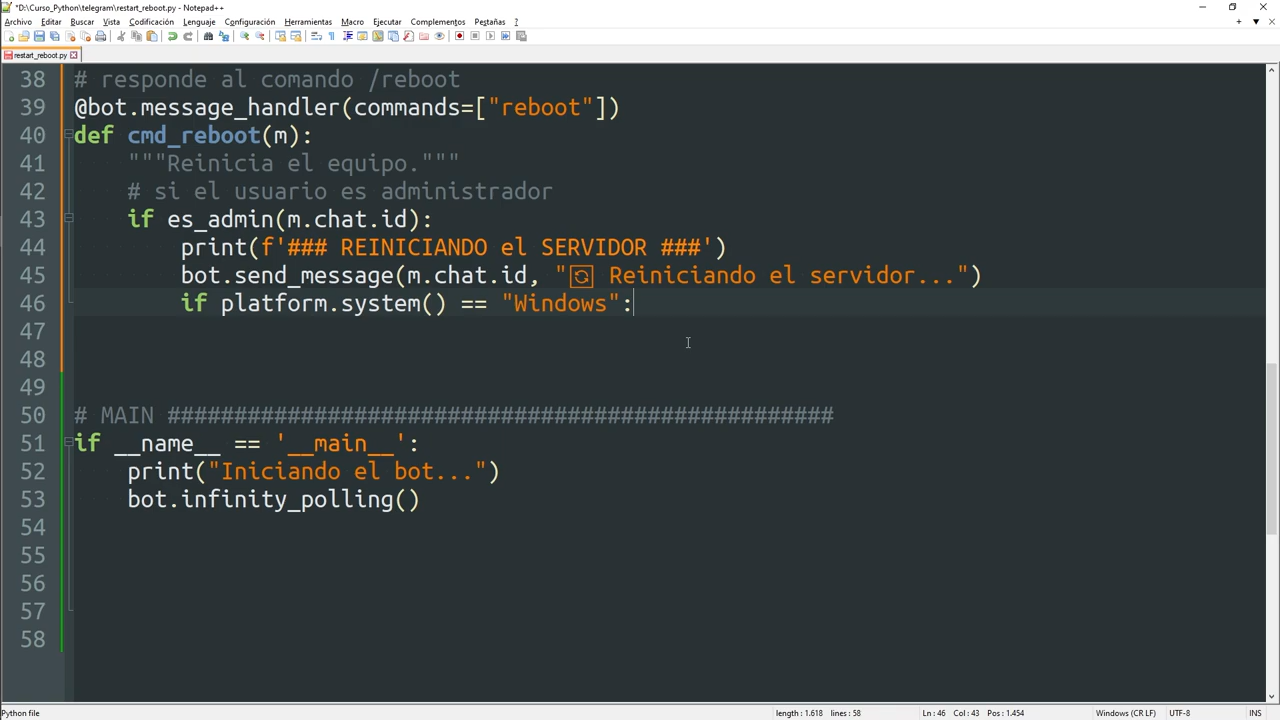 *D:\Curso_Python\telegram\restart_reboot.py - Notepad++
Archivo Editar Buscar Vista Codificación Lenguaje Configuración Herramientas Macro Ejecutar Complementos Pestañas ?
restart_reboot.py
38 # responde al comando /reboot
39 @bot.message_handler(commands=["reboot"])
40 def cmd_reboot(m):
41 """Reinicia el equipo."""
42 # si el usuario es administrador
43 if es_admin(m.chat.id):
44 print(f'### REINICIANDO el SERVIDOR ###')
45 bot.send_message(m.chat.id, "🔄 Reiniciando el servidor...")
46 if platform.system() == "Windows":
47
48
49
50 # MAIN ##################################################
51 if __name__ == '__main__':
52 print("Iniciando el bot...")
53 bot.infinity_polling()
54
55
56
57
58
Python file length : 1.618 lines : 58 Ln : 46 Col : 43 Pos : 1.454 Windows (CR LF) UTF-8 INS